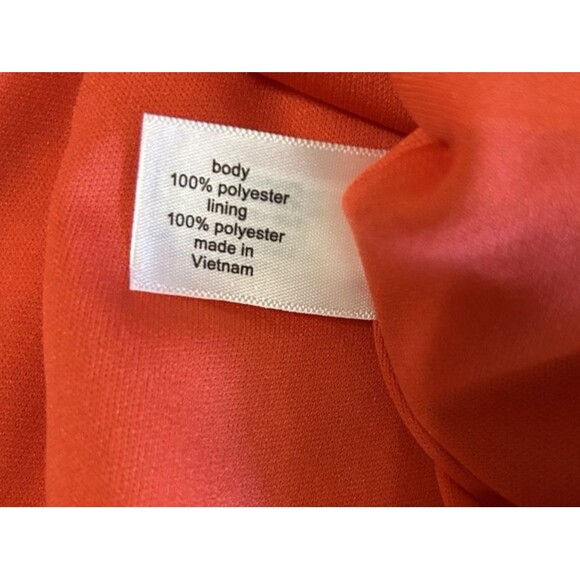 body
100% polyester
lining
100% polyester
made in
Vietnam